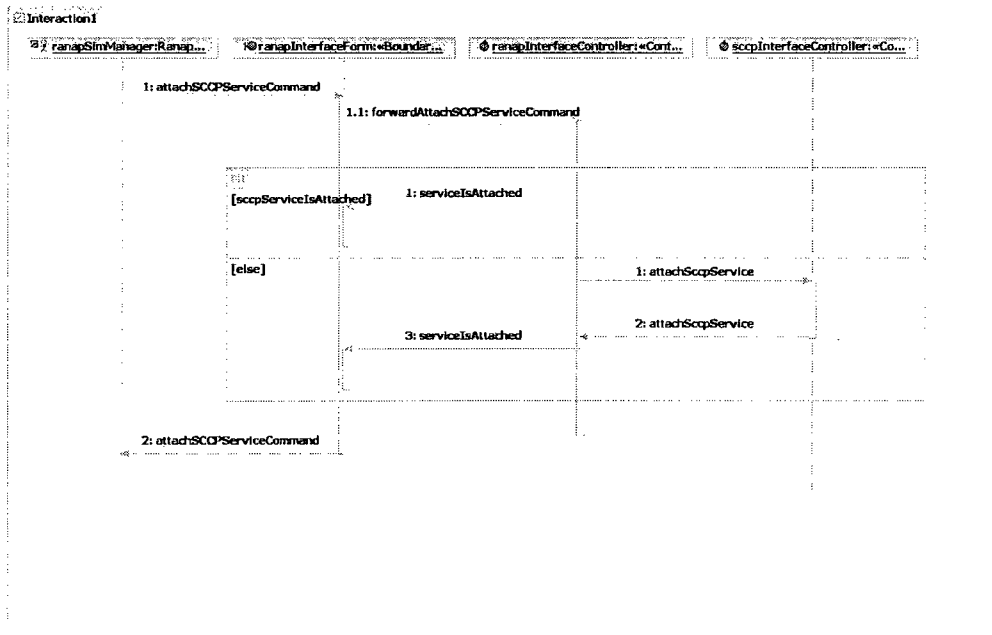 Interaction1
ranapSimManager:Ranap...
ranapInterfaceForm:«Boundar...
ranapInterfaceController:«Cont...
sccpInterfaceController:«Co...
1: attachSCCPServiceCommand
1.1: forwardAttachSCCPServiceCommand
[sccpServiceIsAttached]
1: serviceIsAttached
[else]
1: attachSccpService
2: attachSccpService
3: serviceIsAttached
2: attachSCCPServiceCommand